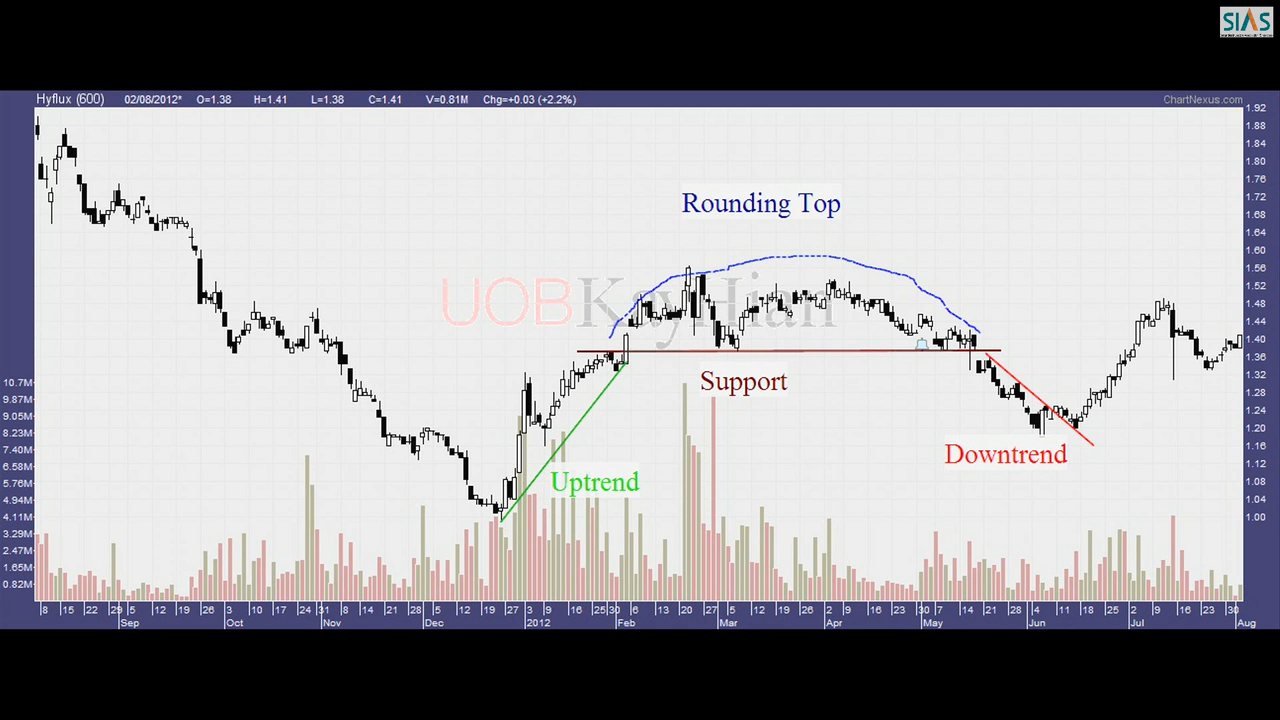 SIAS
Hyflux (600) 02/08/2012* O=1.38 H=1.41 L=1.38 C=1.41 V=0.81M Chg=+0.03 (+2.2%) ChartNexus.com
1.92
1.88
1.84
1.80
1.76
1.72
1.68
1.64
1.60
1.56
1.52
1.48
1.44
1.40
1.36
1.32
1.28
1.24
1.20
1.16
1.12
1.08
1.04
1.00
Rounding Top
UOBKayHian
Support
Downtrend
Uptrend
10.7M
9.87M
9.05M
8.23M
7.40M
6.58M
5.76M
4.94M
4.11M
3.29M
2.47M
1.65M
0.82M
8 15 22 29 5 12 19 26 3 10 17 24 31 8 14 21 28 5 12 19 27 3 9 16 25 30 6 13 20 27 5 12 19 26 2 9 16 23 30 7 14 21 28 4 11 18 25 2 9 16 23 30
Sep Oct Nov Dec 2012 Feb Mar Apr May Jun Jul Aug